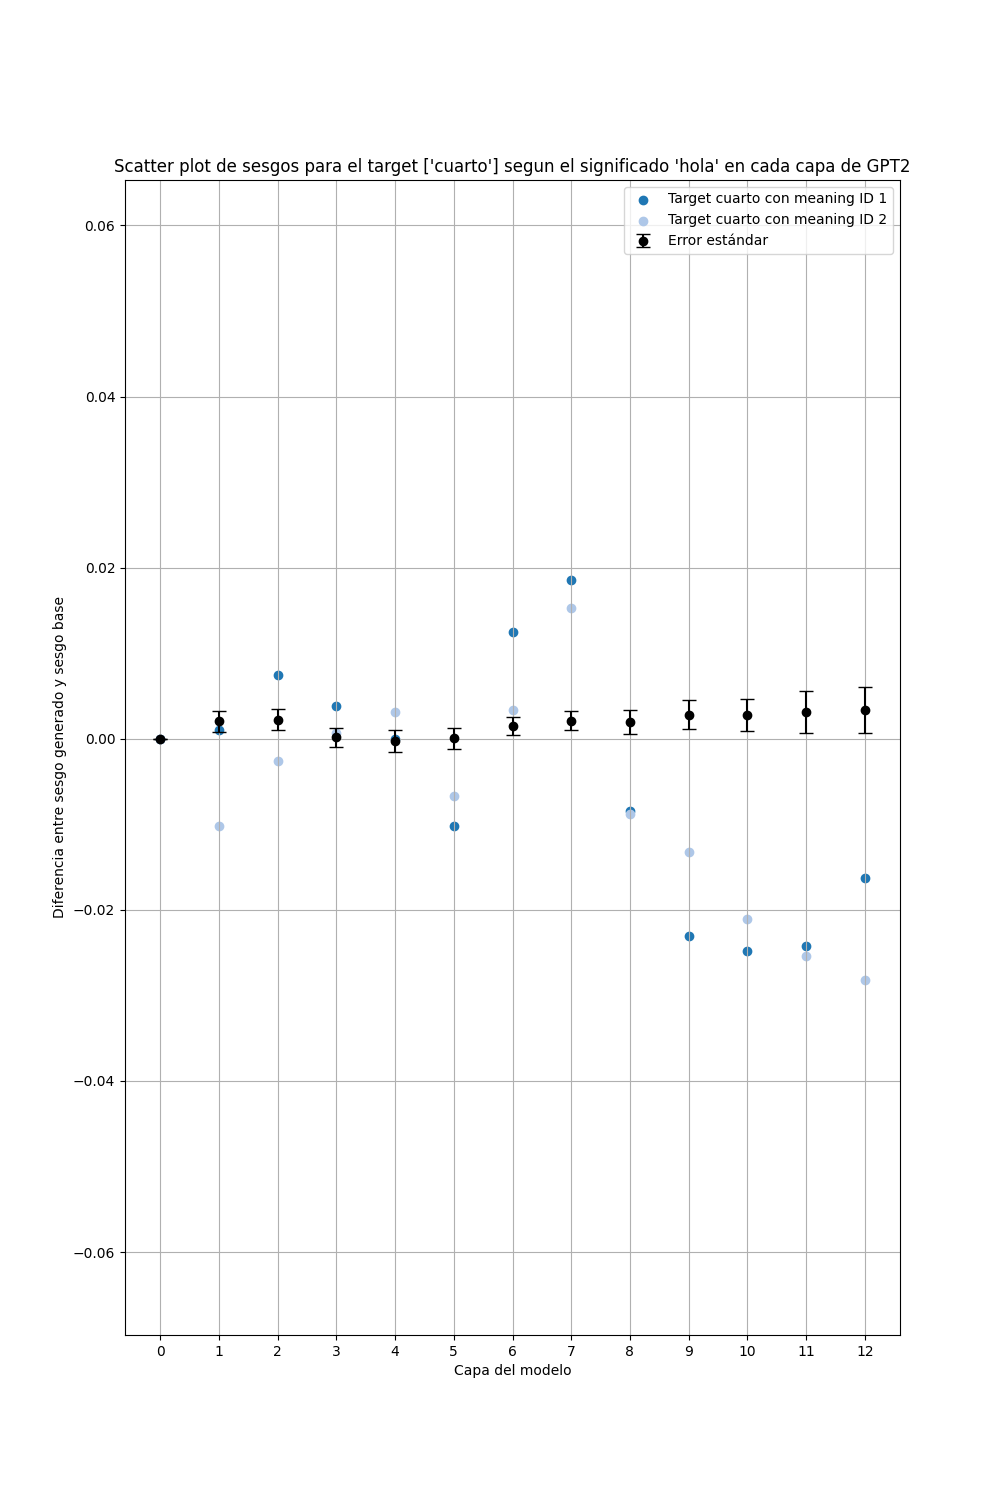 Scatter plot de sesgos para el target ['cuarto'] segun el significado 'hola' en cada capa de GPT2
Target cuarto con meaning ID 1
Target cuarto con meaning ID 2
Error estándar
Diferencia entre sesgo generado y sesgo base
0.06
0.04
0.02
0.00
−0.02
−0.04
−0.06
0 1 2 3 4 5 6 7 8 9 10 11 12
Capa del modelo